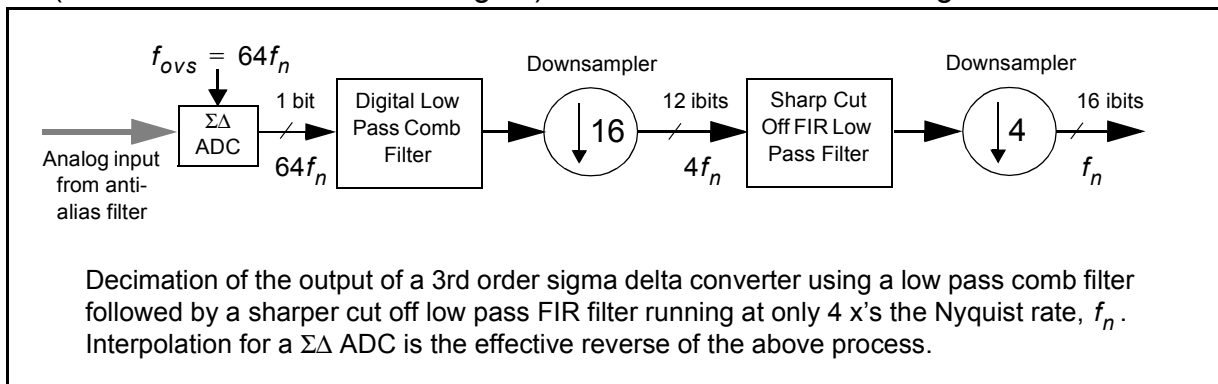 f_ovs = 64f_n
ΣΔ
ADC
Analog input
from anti-
alias filter
1 bit
64f_n
Digital Low
Pass Comb
Filter
Downsampler
↓16
12 ibits
4f_n
Sharp Cut
Off FIR Low
Pass Filter
Downsampler
↓4
16 ibits
f_n
Decimation of the output of a 3rd order sigma delta converter using a low pass comb filter
followed by a sharper cut off low pass FIR filter running at only 4 x's the Nyquist rate, f_n.
Interpolation for a ΣΔ ADC is the effective reverse of the above process.